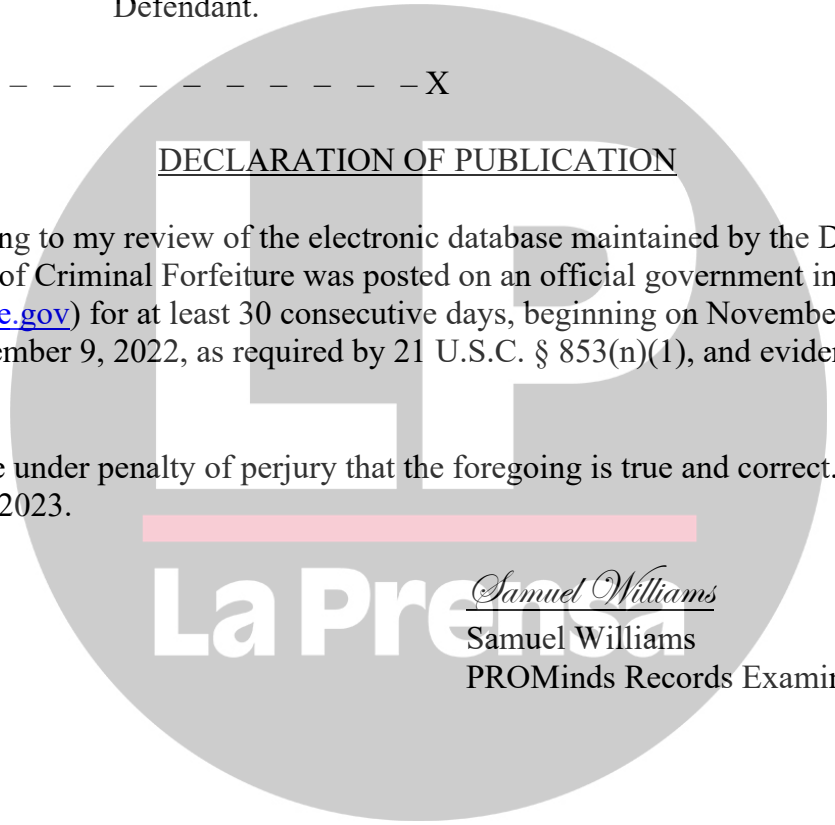 Defendant.
– – – – – – – – – – X
DECLARATION OF PUBLICATION
ng to my review of the electronic database maintained by the D
of Criminal Forfeiture was posted on an official government in
e.gov) for at least 30 consecutive days, beginning on Novembe
ember 9, 2022, as required by 21 U.S.C. § 853(n)(1), and eviden
e under penalty of perjury that the foregoing is true and correct.
2023.
LP
La Prensa
Samuel Williams
Samuel Williams
PROMinds Records Examin